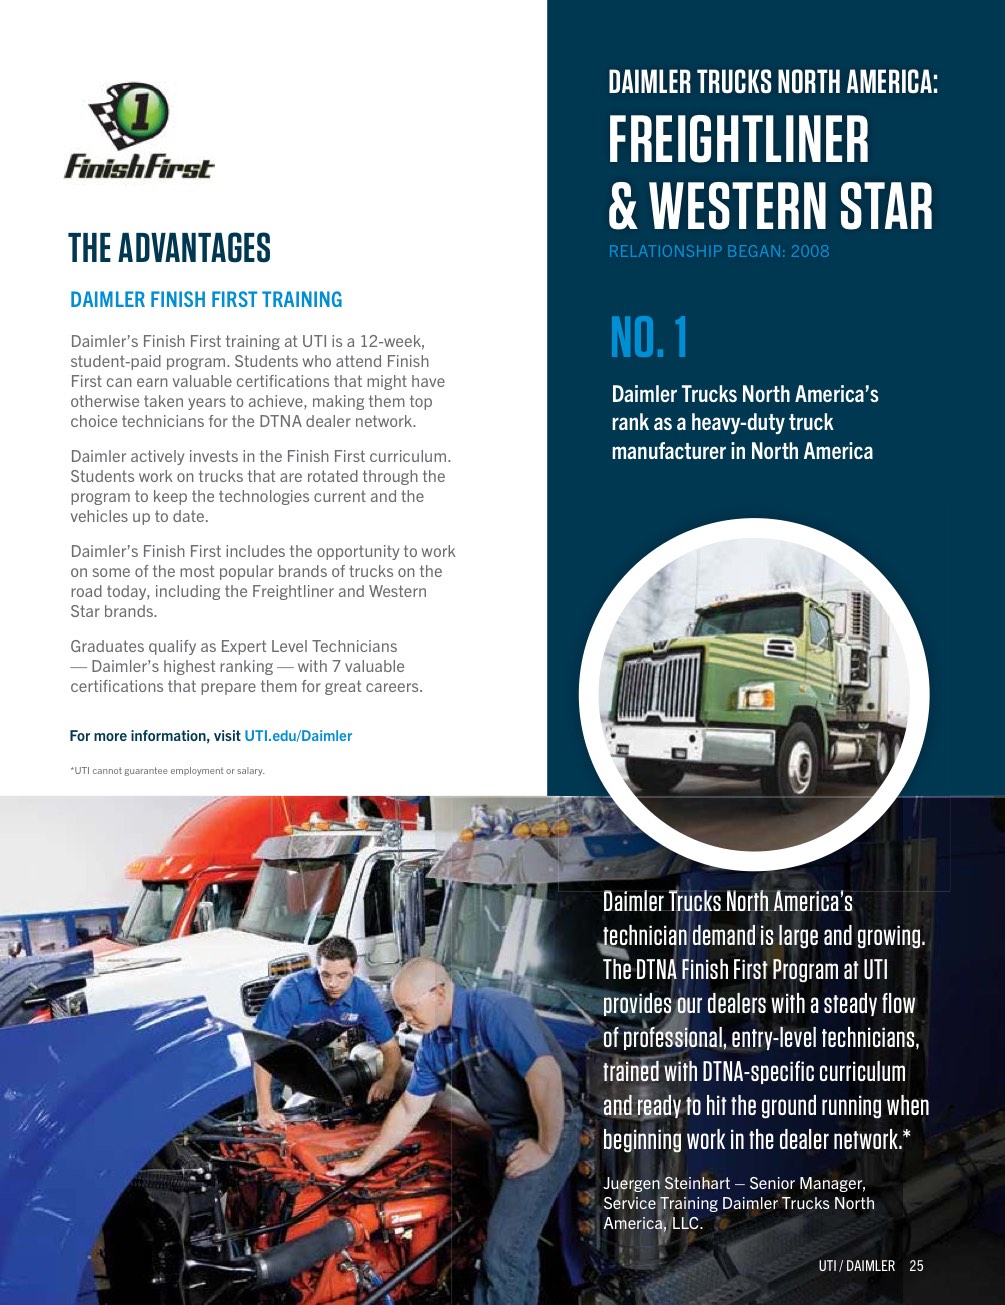 1
FinishFirst
THE ADVANTAGES
DAIMLER FINISH FIRST TRAINING
Daimler’s Finish First training at UTI is a 12-week,
student-paid program. Students who attend Finish
First can earn valuable certifications that might have
otherwise taken years to achieve, making them top
choice technicians for the DTNA dealer network.
Daimler actively invests in the Finish First curriculum.
Students work on trucks that are rotated through the
program to keep the technologies current and the
vehicles up to date.
Daimler’s Finish First includes the opportunity to work
on some of the most popular brands of trucks on the
road today, including the Freightliner and Western
Star brands.
Graduates qualify as Expert Level Technicians
— Daimler’s highest ranking — with 7 valuable
certifications that prepare them for great careers.
For more information, visit UTI.edu/Daimler
*UTI cannot guarantee employment or salary.
DAIMLER TRUCKS NORTH AMERICA:
FREIGHTLINER
& WESTERN STAR
RELATIONSHIP BEGAN: 2008
NO. 1
Daimler Trucks North America’s
rank as a heavy-duty truck
manufacturer in North America
Daimler Trucks North America’s
technician demand is large and growing.
The DTNA Finish First Program at UTI
provides our dealers with a steady flow
of professional, entry-level technicians,
trained with DTNA-specific curriculum
and ready to hit the ground running when
beginning work in the dealer network.*
Juergen Steinhart – Senior Manager,
Service Training Daimler Trucks North
America, LLC.
UTI / DAIMLER 25